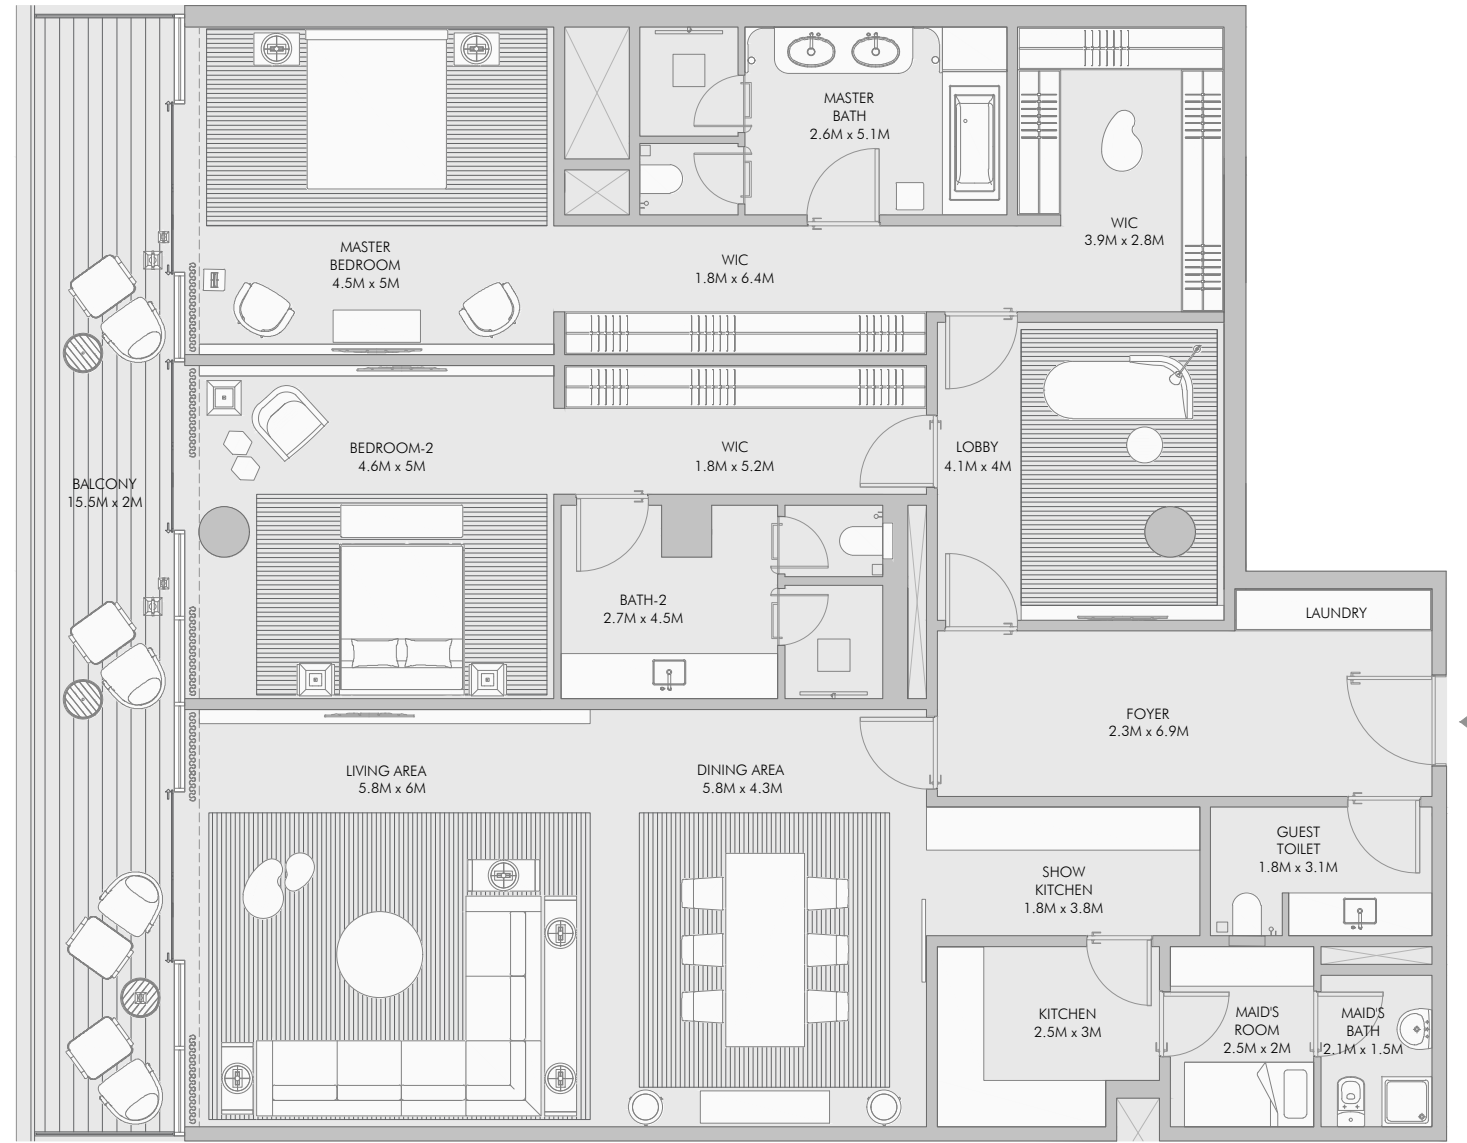 MASTER
BATH
2.6M x 5.1M
WIC
3.9M x 2.8M
MASTER
BEDROOM
4.5M x 5M
WIC
1.8M x 6.4M
BEDROOM-2
4.6M x 5M
WIC
1.8M x 5.2M
LOBBY
4.1M x 4M
BALCONY
15.5M x 2M
BATH-2
2.7M x 4.5M
LAUNDRY
FOYER
2.3M x 6.9M
LIVING AREA
5.8M x 6M
DINING AREA
5.8M x 4.3M
GUEST
TOILET
1.8M x 3.1M
SHOW
KITCHEN
1.8M x 3.8M
KITCHEN
2.5M x 3M
MAID'S
ROOM
2.5M x 2M
MAID'S
BATH
2.1M x 1.5M